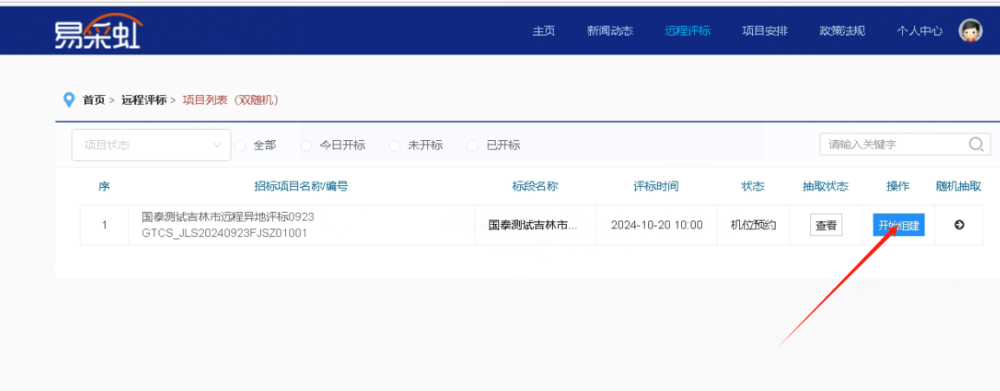 易采虹
主页 新闻动态 远程评标 项目安排 政策法规 个人中心
首页 > 远程评标 > 项目列表（双随机）
项目状态 全部 今日开标 未开标 已开标 请输入关键字
序 招标项目名称/编号 标段名称 评标时间 状态 抽取状态 操作 随机抽取
1 国泰测试吉林市远程异地评标0923 国泰测试吉林市... 2024-10-20 10:00 机位预约 查看 开始组建
GTCS_JLS20240923FJSZ01001